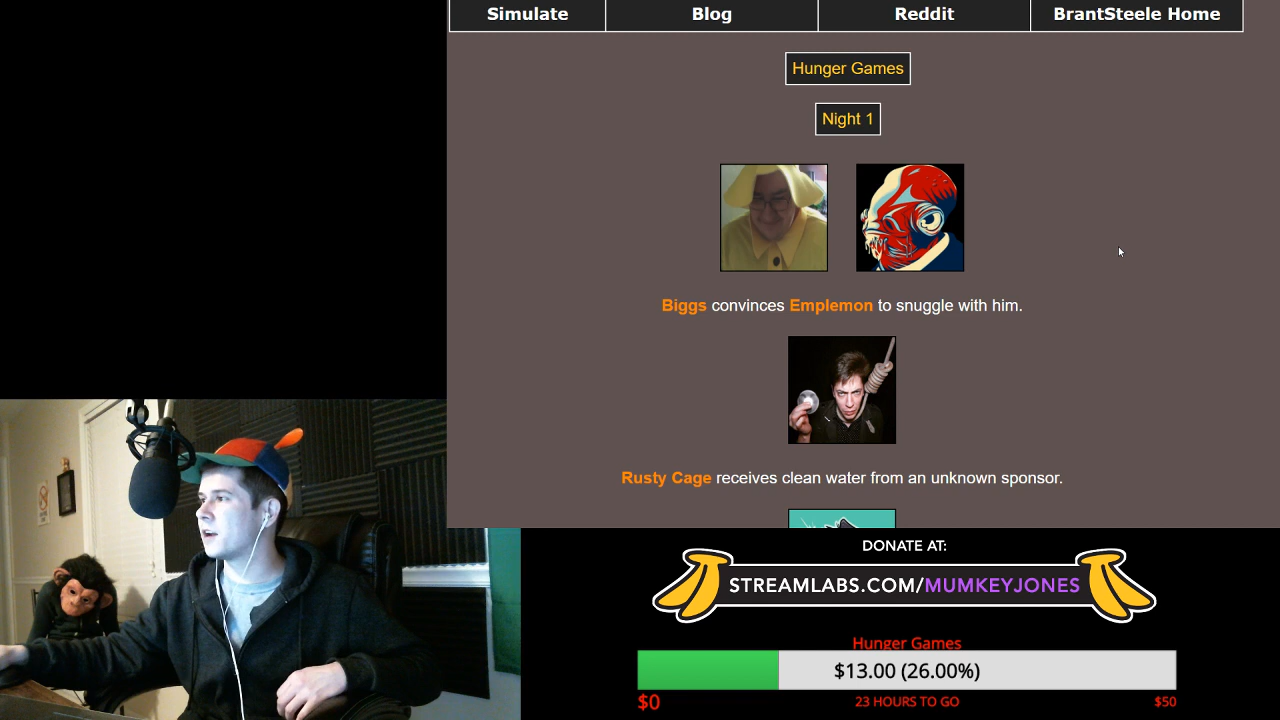 Simulate Blog Reddit BrantSteele Home
Hunger Games
Night 1
Biggs convinces Emplemon to snuggle with him.
Rusty Cage receives clean water from an unknown sponsor.
DONATE AT:
STREAMLABS.COM/MUMKEYJONES
Hunger Games
$13.00 (26.00%)
$0 23 HOURS TO GO $50